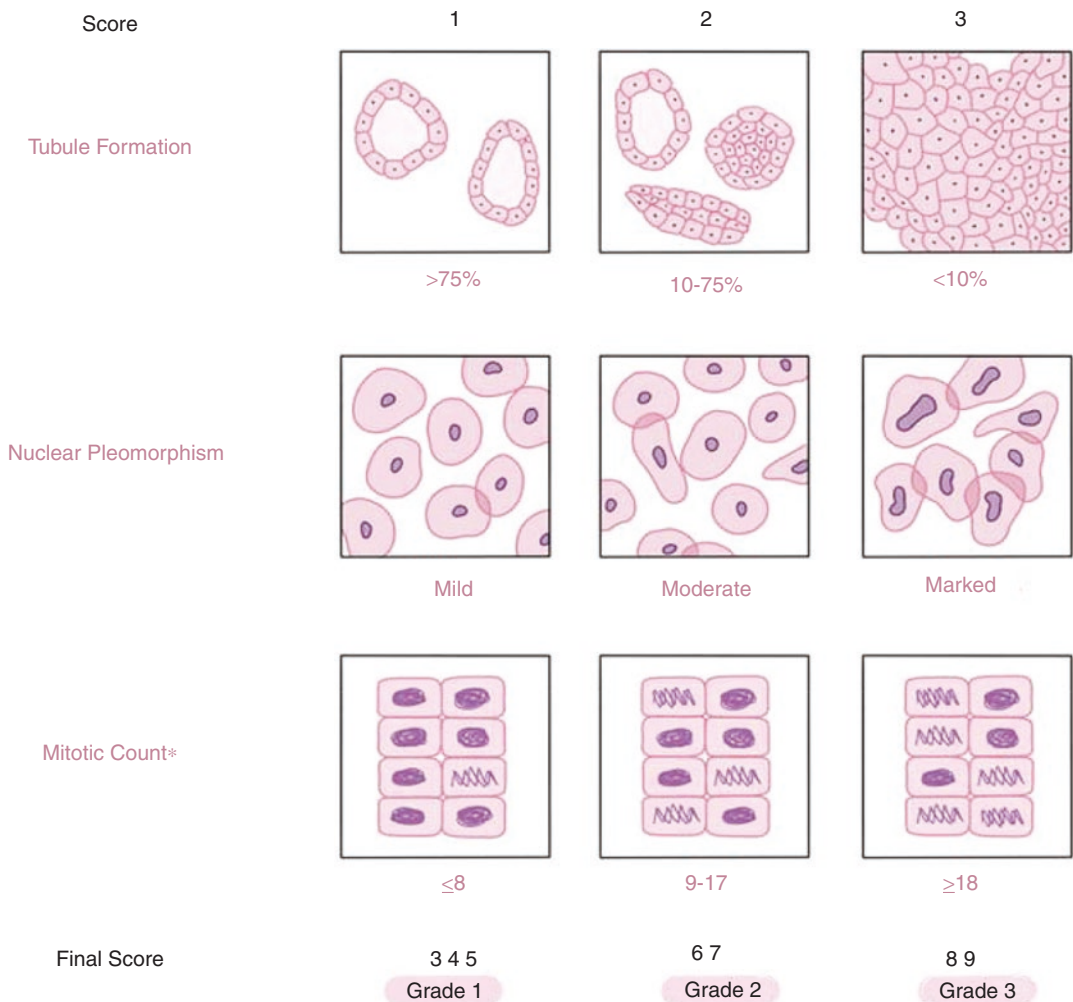 Score 1 2 3
Tubule Formation
>75% 10-75% <10%
Nuclear Pleomorphism
Mild Moderate Marked
Mitotic Count*
≤8 9-17 ≥18
Final Score 3 4 5 6 7 8 9
Grade 1 Grade 2 Grade 3